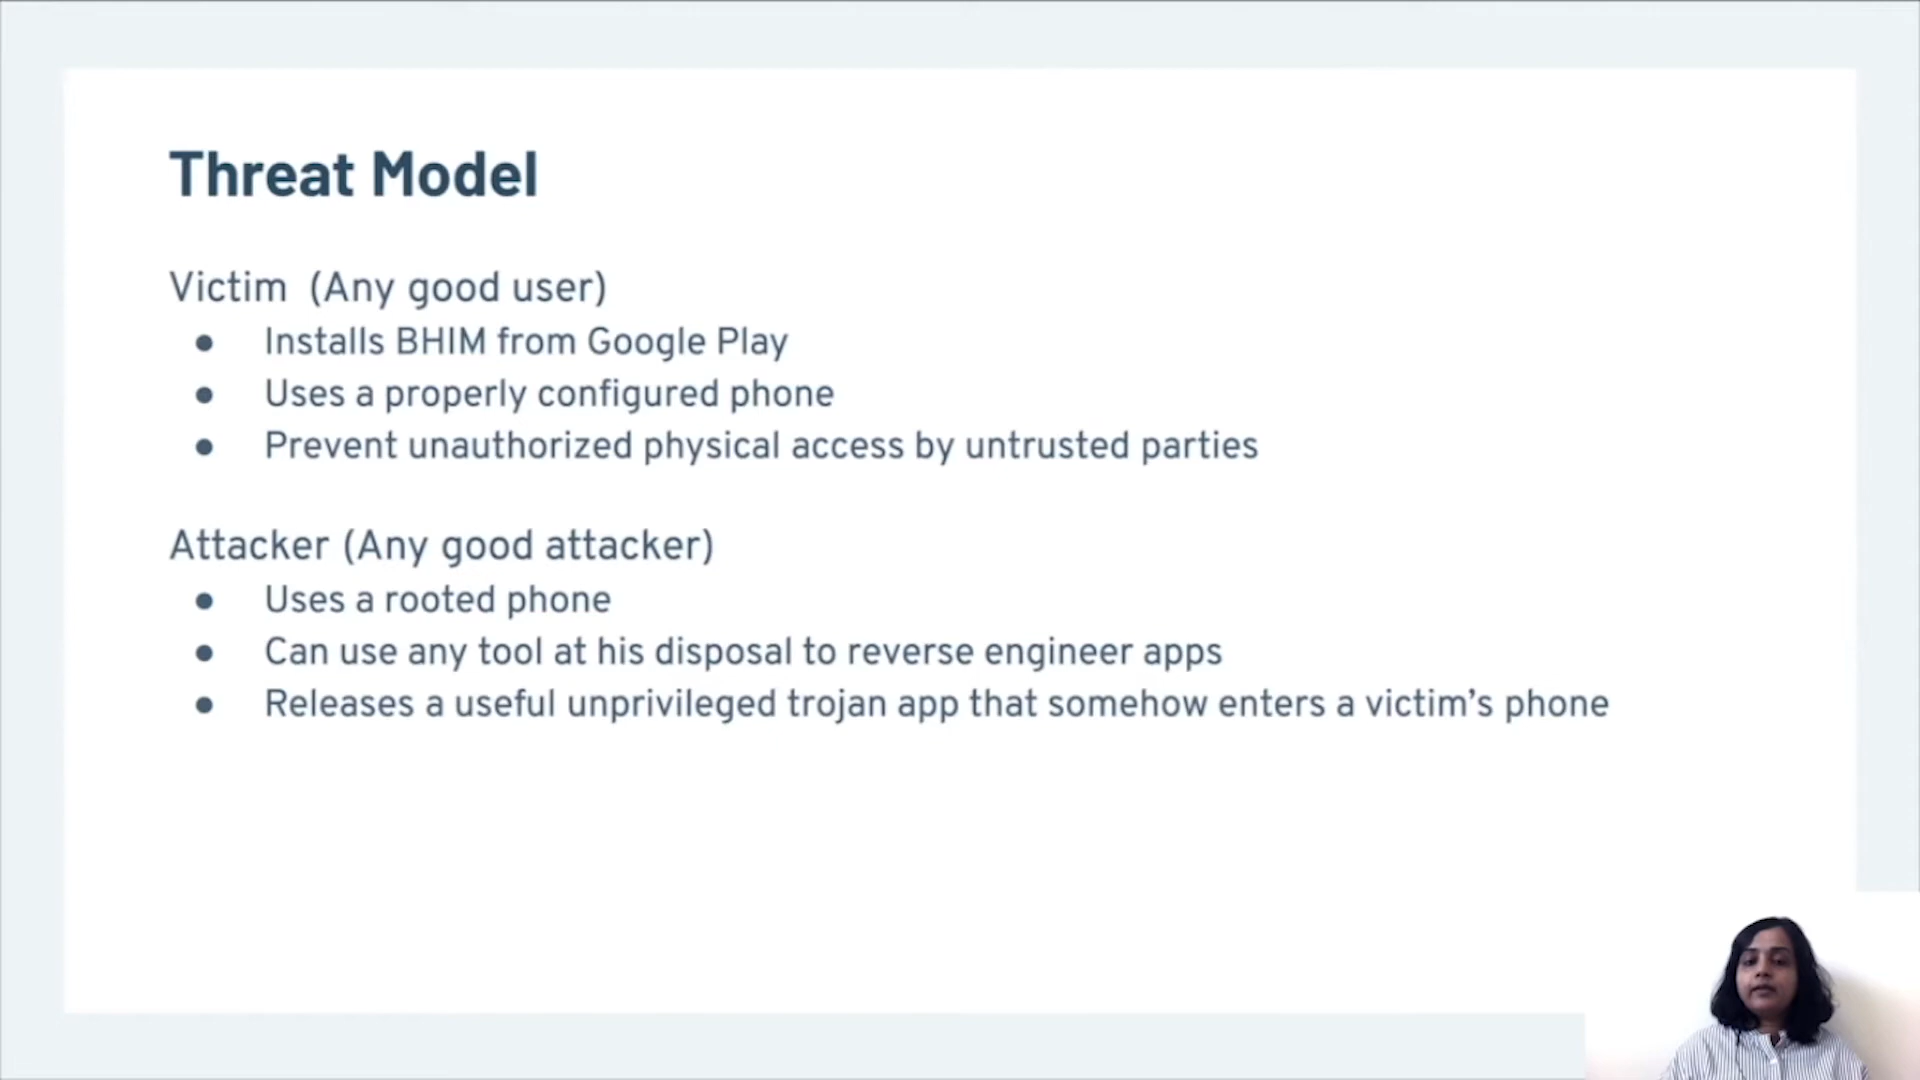 Threat Model
Victim (Any good user)
● Installs BHIM from Google Play
● Uses a properly configured phone
● Prevent unauthorized physical access by untrusted parties
Attacker (Any good attacker)
● Uses a rooted phone
● Can use any tool at his disposal to reverse engineer apps
● Releases a useful unprivileged trojan app that somehow enters a victim’s phone